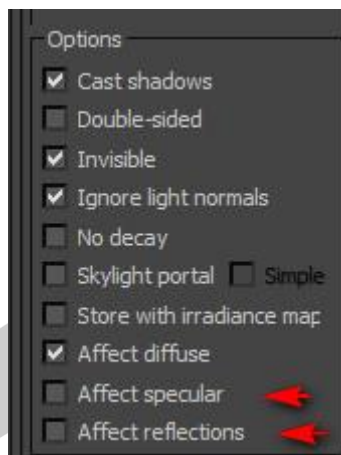 Options
Cast shadows
Double-sided
Invisible
Ignore light normals
No decay
Skylight portal Simple
Store with irradiance map
Affect diffuse
Affect specular
Affect reflections